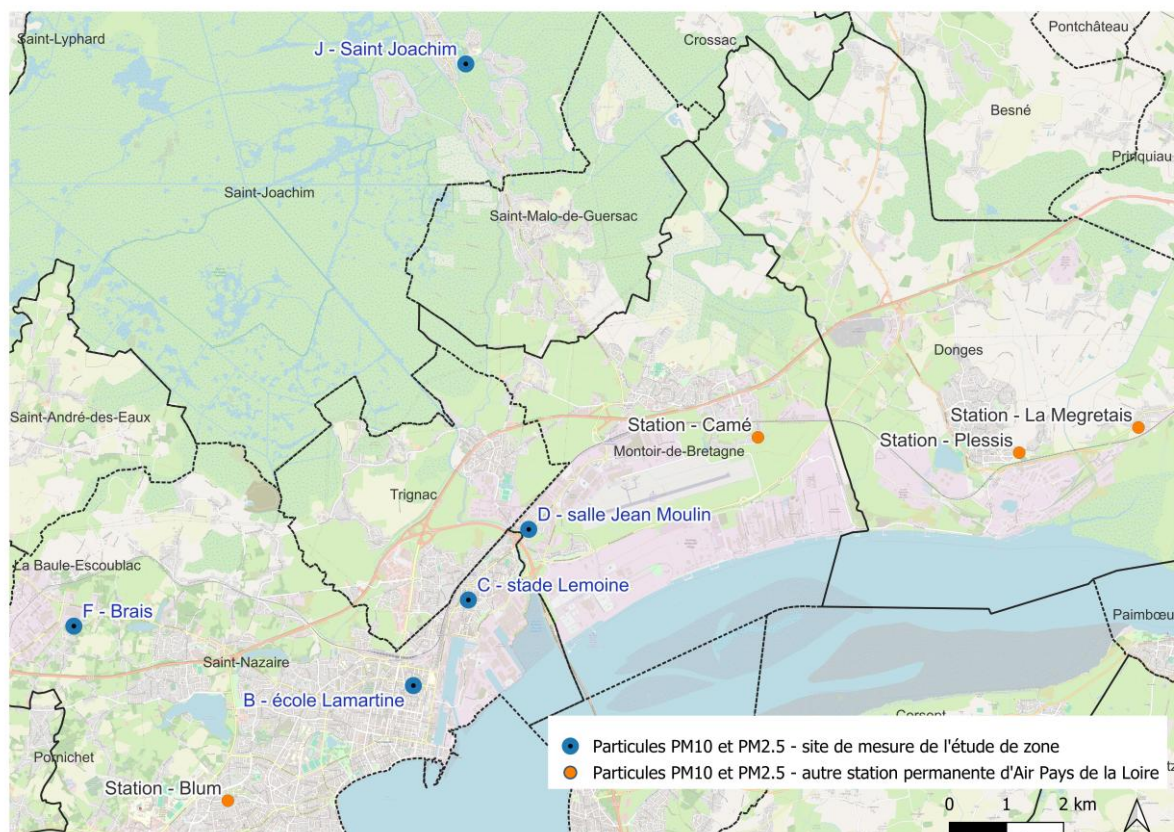 Pontchâteau
Saint-Lyphard
Crossac
J - Saint Joachim
Besné
Prinquiau
Saint-Joachim
Saint-Malo-de-Guersac
Donges
Saint-André-des-Eaux
Station - La Megretais
Station - Camé
Station - Plessis
Montoir-de-Bretagne
Trignac
D - salle Jean Moulin
La Baule-Escoublac
C - stade Lemoine
F - Brais
Paimbœu
Saint-Nazaire
B - école Lamartine
Pornichet
Station - Blum
Particules PM10 et PM2.5 - site de mesure de l'étude de zone
Particules PM10 et PM2.5 - autre station permanente d'Air Pays de la Loire
0 1 2 km